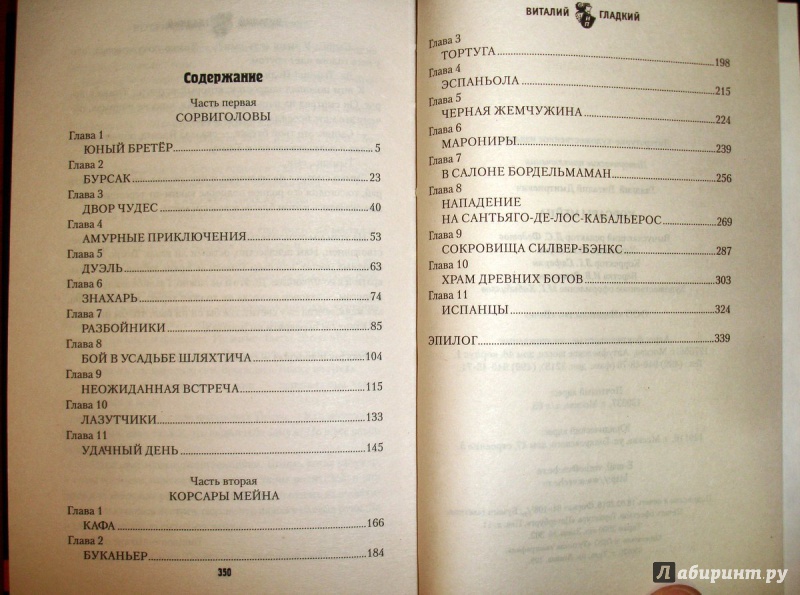 Содержание
Часть первая
СОРВИГОЛОВЫ
Глава 1
ЮНЫЙ БРЕТЁР 5
Глава 2
БУРСАК 23
Глава 3
ДВОР ЧУДЕС 40
Глава 4
АМУРНЫЕ ПРИКЛЮЧЕНИЯ 53
Глава 5
ДУЭЛЬ 63
Глава 6
ЗНАХАРЬ 74
Глава 7
РАЗБОЙНИКИ 85
Глава 8
БОЙ В УСАДЬБЕ ШЛЯХТИЧА 104
Глава 9
НЕОЖИДАННАЯ ВСТРЕЧА 115
Глава 10
ЛАЗУТЧИКИ 133
Глава 11
УДАЧНЫЙ ДЕНЬ 145
Часть вторая
КОРСАРЫ МЕЙНА
Глава 1
КАФА 166
Глава 2
БУКАНЬЕР 184
350
ВИТАЛИЙ ГЛАДКИЙ
Глава 3
ТОРТУГА 198
Глава 4
ЭСПАНЬОЛА 215
Глава 5
ЧЕРНАЯ ЖЕМЧУЖИНА 224
Глава 6
МАРОНИРЫ 239
Глава 7
В САЛОНЕ БОРДЕЛЬМАМАН 256
Глава 8
НАПАДЕНИЕ
НА САНТЬЯГО-ДЕ-ЛОС-КАБАЛЬЕРОС 269
Глава 9
СОКРОВИЩА СИЛВЕР-БЭНКС 287
Глава 10
ХРАМ ДРЕВНИХ БОГОВ 303
Глава 11
ИСПАНЦЫ 324
ЭПИЛОГ 339
Лабиринт.ру